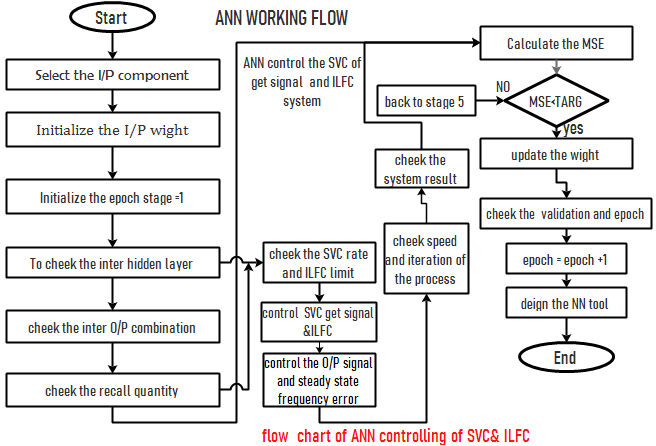 ANN WORKING FLOW
Start
Select the I/P component
Initialize the I/P wight
Initialize the epoch stage =1
To cheek the inter hidden layer
cheek the inter O/P combination
cheek the recall quantity
ANN control the SVC of
get signal and ILFC
system
cheek the SVC rate
and ILFC limit
control SVC get signal
&ILFC
control the O/P signal
and steady state
frequency error
cheek speed
and iteration of
the process
cheek the
system result
back to stage 5
NO
Calculate the MSE
MSE<TARG
yes
update the wight
cheek the validation and epoch
epoch = epoch +1
deign the NN tool
End
flow chart of ANN controlling of SVC& ILFC